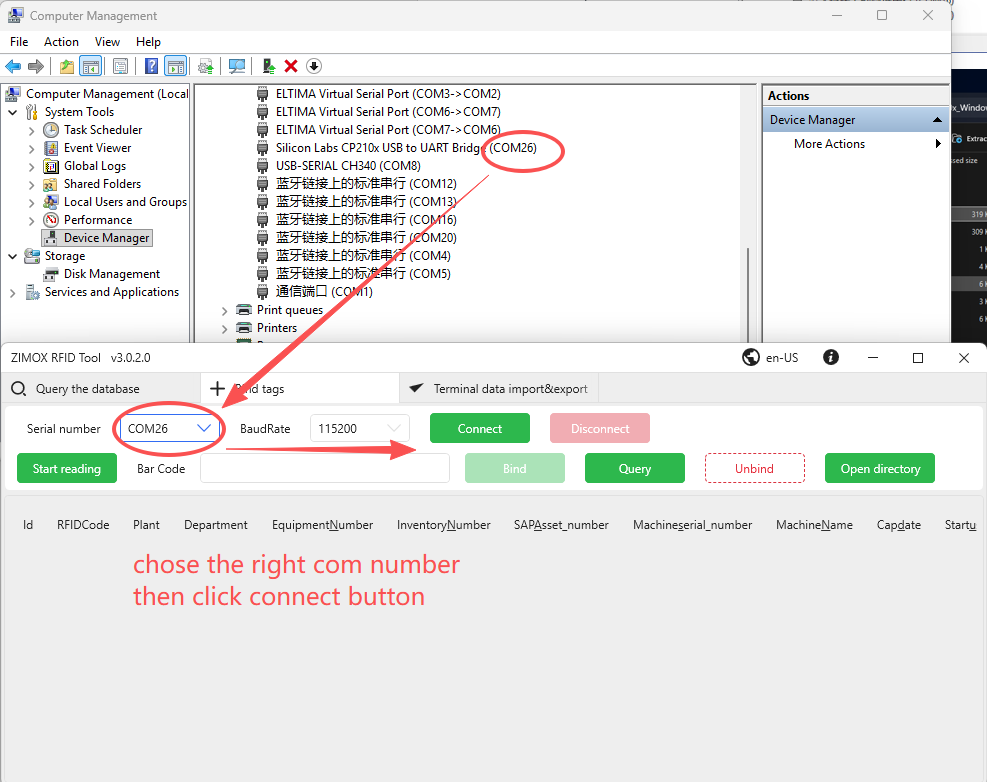 Computer Management
File Action View Help
Computer Management (Local
System Tools
Task Scheduler
Event Viewer
Global Logs
Shared Folders
Local Users and Groups
Performance
Device Manager
Storage
Disk Management
Services and Applications
ELTIMA Virtual Serial Port (COM3->COM2)
ELTIMA Virtual Serial Port (COM6->COM7)
ELTIMA Virtual Serial Port (COM7->COM6)
Silicon Labs CP210x USB to UART Bridge (COM26)
USB-SERIAL CH340 (COM8)
蓝牙链接上的标准串行 (COM12)
蓝牙链接上的标准串行 (COM13)
蓝牙链接上的标准串行 (COM16)
蓝牙链接上的标准串行 (COM20)
蓝牙链接上的标准串行 (COM4)
蓝牙链接上的标准串行 (COM5)
通信端口 (COM1)
Print queues
Printers
Actions
Device Manager
More Actions
x_Window
Extrac
sed size
319 K
309 K
1 K
4 K
6 K
3 K
6 K
ZIMOX RFID Tool v3.0.2.0
en-US
Query the database
tags
Terminal data import&export
Serial number COM26 BaudRate 115200 Connect Disconnect
Start reading Bar Code Bind Query Unbind Open directory
Id RFIDCode Plant Department EquipmentNumber InventoryNumber SAPAsset_number Machineserial_number MachineName Capdate Startu
chose the right com number
then click connect button